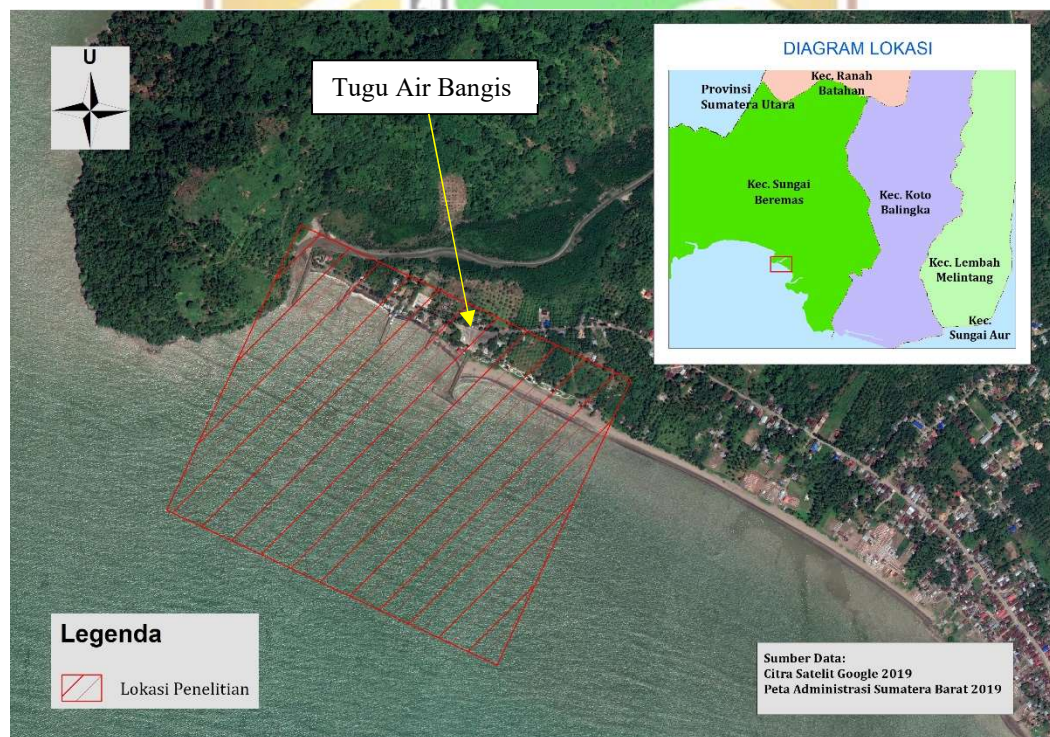 U
Tugu Air Bangis
DIAGRAM LOKASI
Kec. Ranah
Batahan
Provinsi
Sumatera Utara
Kec. Sungai
Beremas
Kec. Koto
Balingka
Kec. Lembah
Melintang
Kec.
Sungai Aur
Legenda
Lokasi Penelitian
Sumber Data:
Citra Satelit Google 2019
Peta Administrasi Sumatera Barat 2019